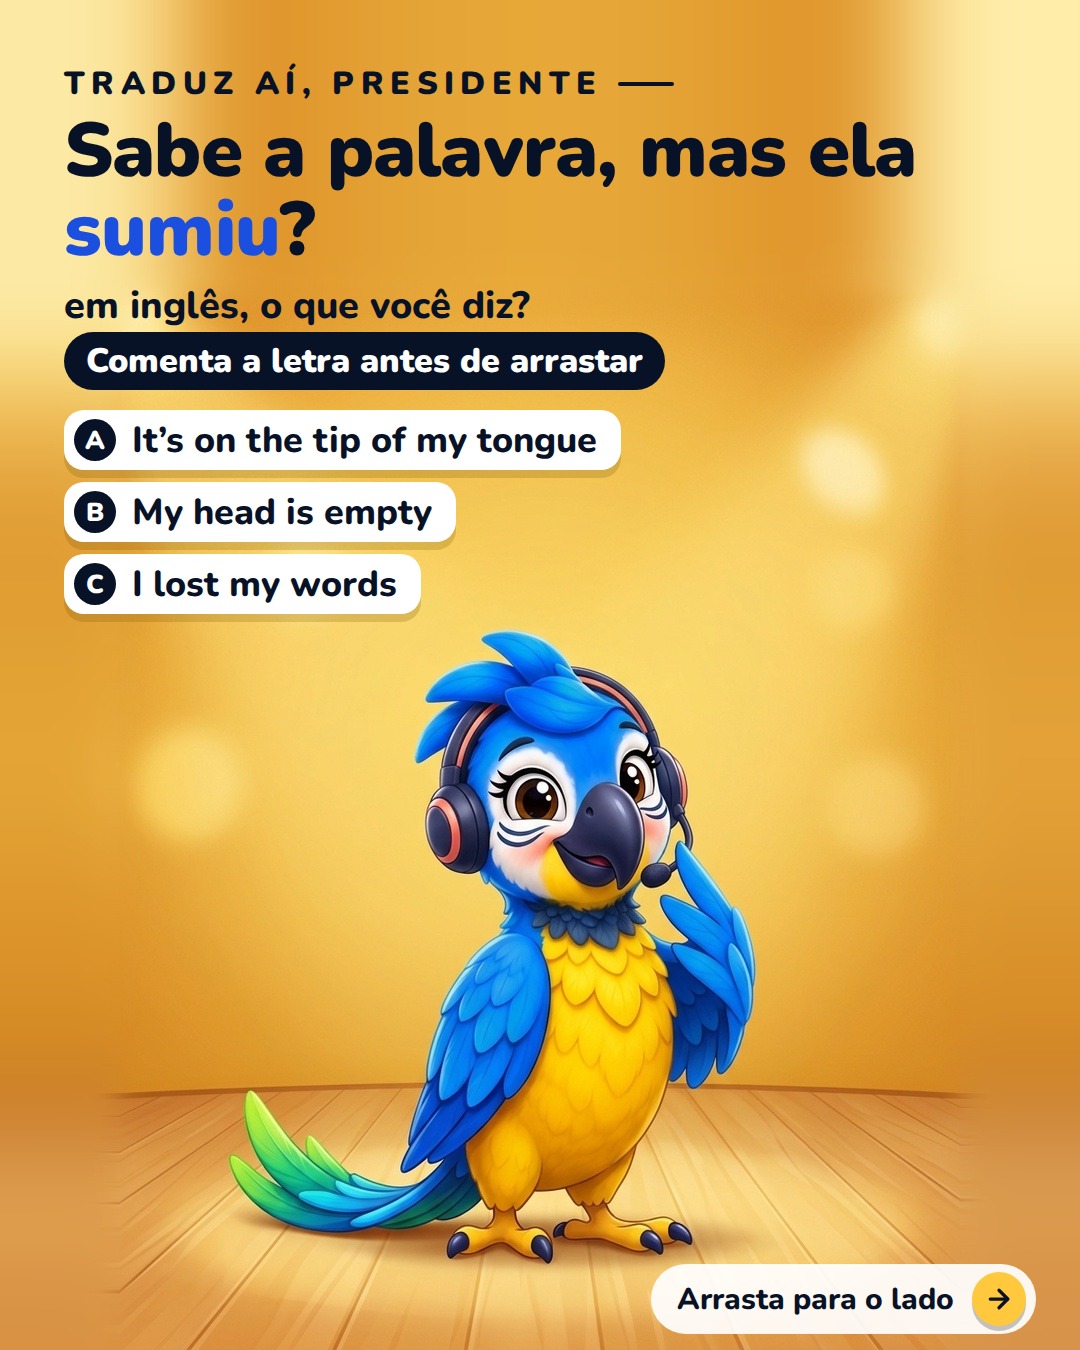 TRADUZ AÍ, PRESIDENTE —
Sabe a palavra, mas ela
sumiu?
em inglês, o que você diz?
Comenta a letra antes de arrastar
A It’s on the tip of my tongue
B My head is empty
C I lost my words
Arrasta para o lado →